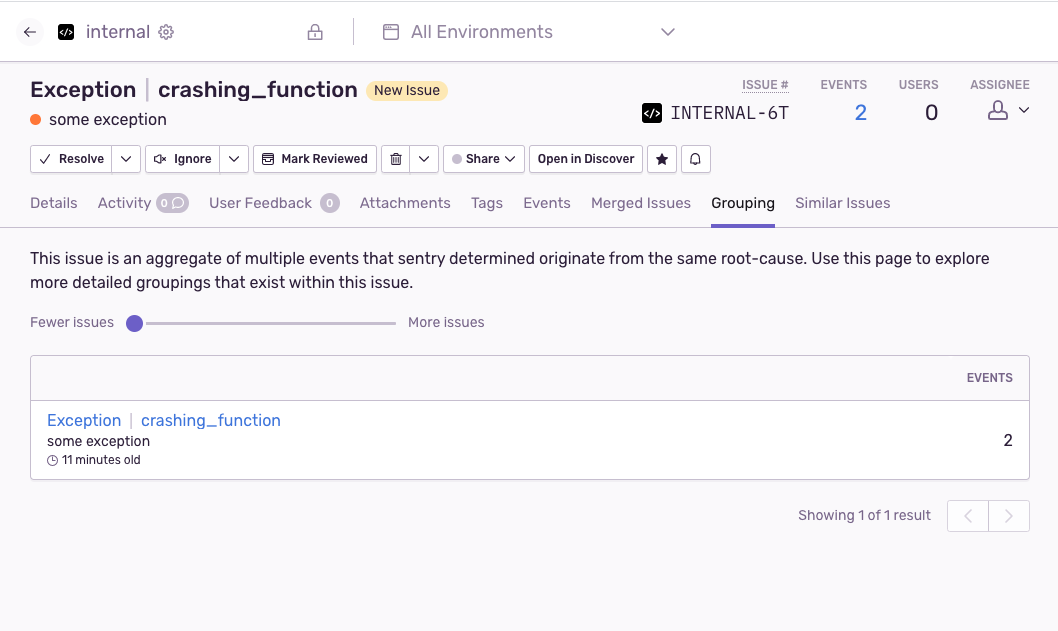 internal
All Environments
Exception | crashing_function New Issue
some exception
ISSUE # EVENTS USERS ASSIGNEE
INTERNAL-6T 2 0
Resolve Ignore Mark Reviewed Share Open in Discover
Details Activity 0 User Feedback 0 Attachments Tags Events Merged Issues Grouping Similar Issues
This issue is an aggregate of multiple events that sentry determined originate from the same root-cause. Use this page to explore
more detailed groupings that exist within this issue.
Fewer issues More issues
EVENTS
Exception | crashing_function
some exception
11 minutes old
2
Showing 1 of 1 result